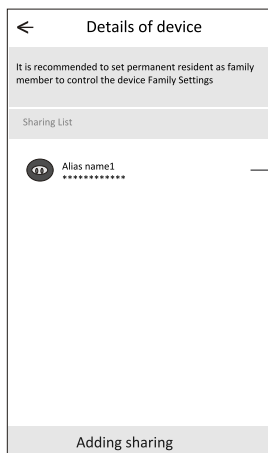 Details of device
It is recommended to set permanent resident as family
member to control the device Family Settings
Sharing List
Alias name1
************
Adding sharing